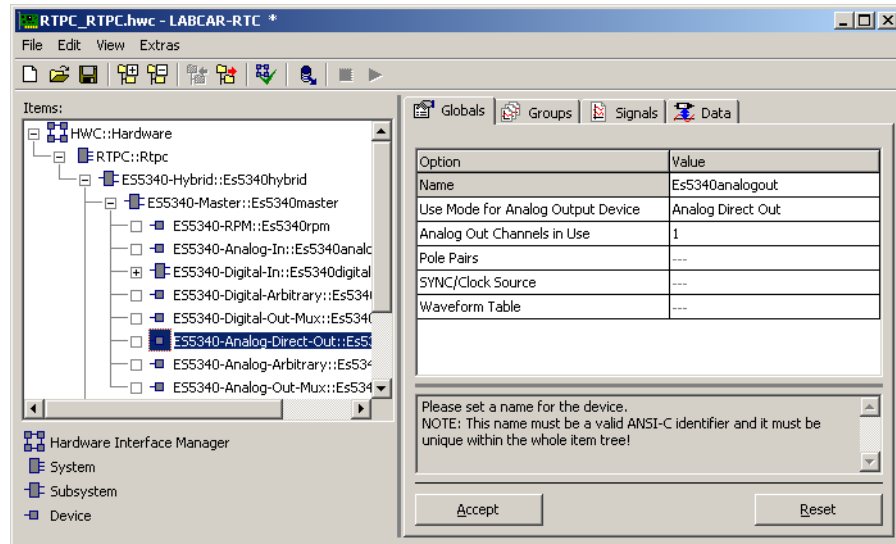 RTPC_RTPC.hwc - LABCAR-RTC *
File Edit View Extras
Items:
HWC::Hardware
RTPC::Rtpc
ES5340-Hybrid::Es5340hybrid
ES5340-Master::Es5340master
ES5340-RPM::Es5340rpm
ES5340-Analog-In::Es5340analc
ES5340-Digital-In::Es5340digital
ES5340-Digital-Arbitrary::Es534
ES5340-Digital-Out-Mux::Es534
ES5340-Analog-Direct-Out::Es5
ES5340-Analog-Arbitrary::Es534
ES5340-Analog-Out-Mux::Es534
Hardware Interface Manager
System
Subsystem
Device
Globals Groups Signals Data
Option Value
Name Es5340analogout
Use Mode for Analog Output Device Analog Direct Out
Analog Out Channels in Use 1
Pole Pairs ---
SYNC/Clock Source ---
Waveform Table ---
Please set a name for the device.
NOTE: This name must be a valid ANSI-C identifier and it must be
unique within the whole item tree!
Accept Reset